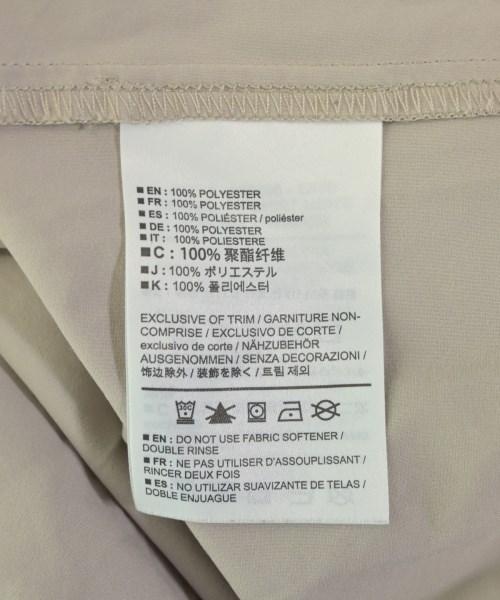 ■ EN : 100% POLYESTER
■ FR : 100% POLYESTER
■ ES : 100% POLIÉSTER / poliéster
■ DE : 100% POLYESTER
■ IT : 100% POLIESTERE
■ C : 100% 聚酯纤维
■ J : 100% ポリエステル
■ K : 100% 폴리에스터
EXCLUSIVE OF TRIM / GARNITURE NON-
COMPRISE / EXCLUSIVO DE CORTE /
exclusivo de corte / NÄHZUBEHÖR
AUSGENOMMEN / SENZA DECORAZIONI /
饰边除外 / 装飾を除く / 트림 제외
■ EN : DO NOT USE FABRIC SOFTENER /
DOUBLE RINSE
■ FR : NE PAS UTILISER D'ASSOUPLISSANT /
RINCER DEUX FOIS
■ ES : NO UTILIZAR SUAVIZANTE DE TELAS /
DOBLE ENJUAGUE